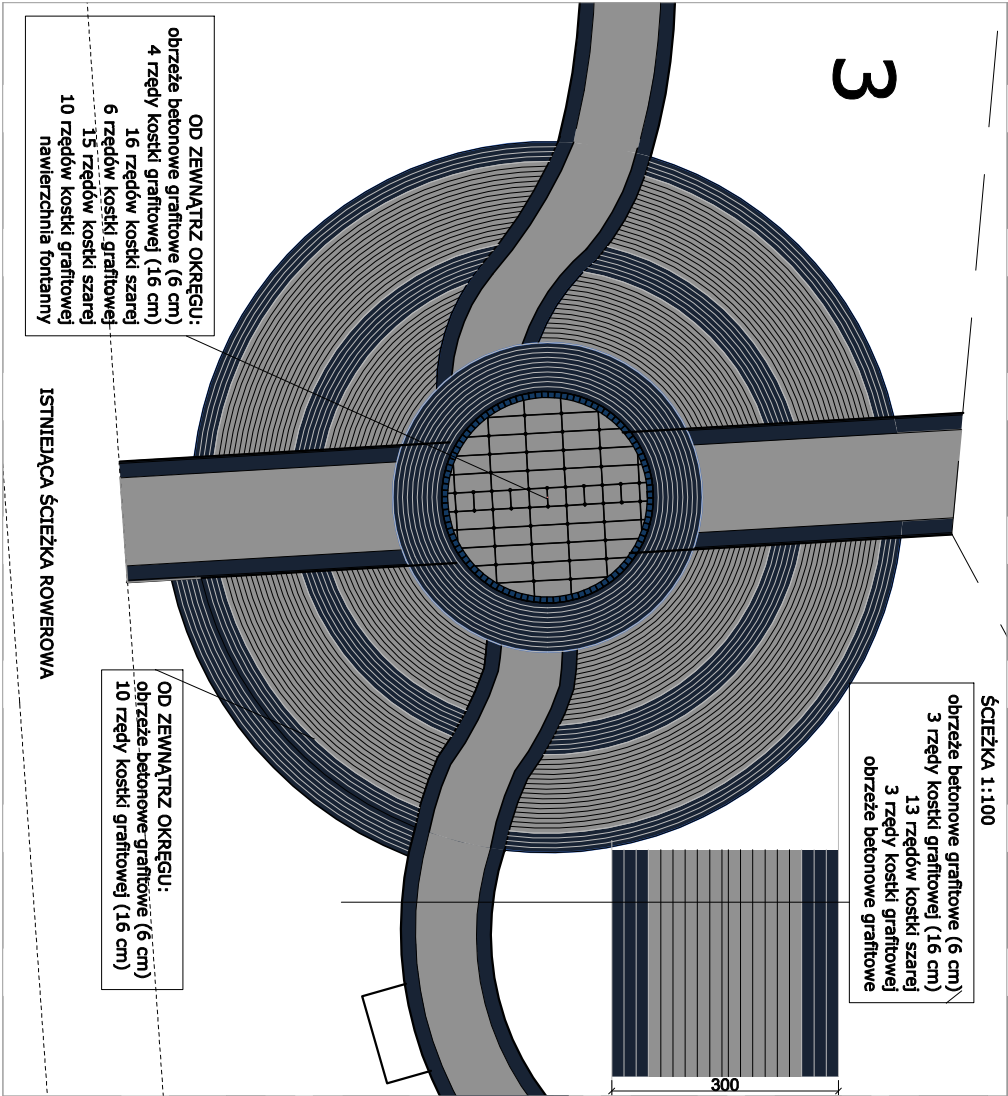 3
OD ZEWNĄTRZ OKRĘGU:
obrzeże betonowe grafitowe (6 cm)
4 rzędy kostki grafitowej (16 cm)
16 rzędów kostki szarej
6 rzędów kostki grafitowej
15 rzędów kostki szarej
10 rzędów kostki grafitowej
nawierzchnia fontanny
ISTNIEJĄCA ŚCIEŻKA ROWEROWA
OD ZEWNĄTRZ OKRĘGU:
obrzeże betonowe grafitowe (6 cm)
10 rzędy kostki grafitowej (16 cm)
ŚCIEŻKA 1:100
obrzeże betonowe grafitowe (6 cm)
3 rzędy kostki grafitowej (16 cm)
13 rzędów kostki szarej
3 rzędy kostki grafitowej
obrzeże betonowe grafitowe
300